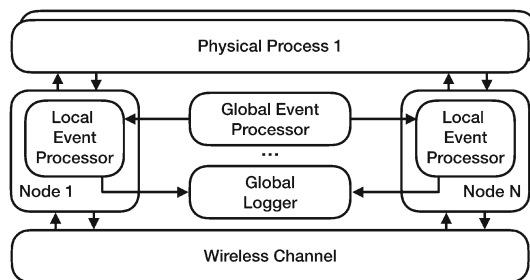 Physical Process 1
Local
Event
Processor
Node 1
Global Event
Processor
...
Global
Logger
Local
Event
Processor
Node N
Wireless Channel